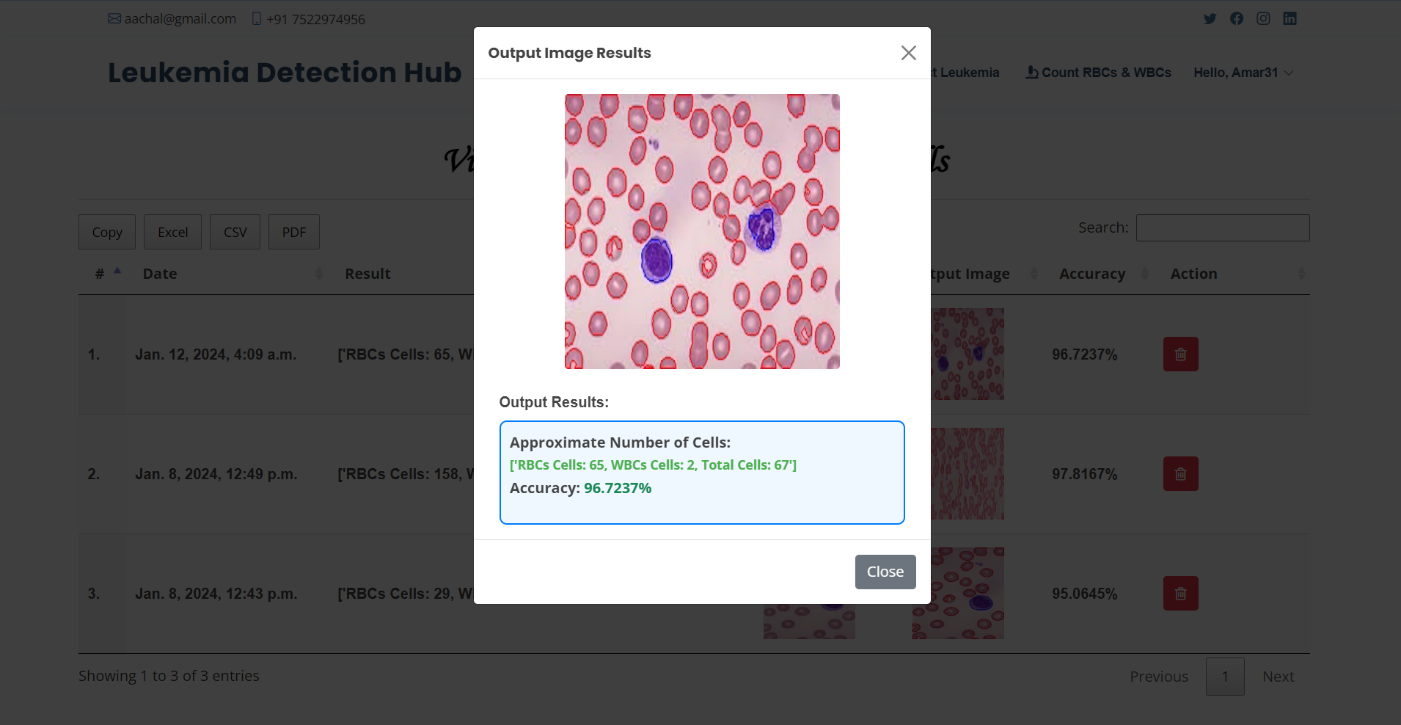 aachal@gmail.com +91 7522974956
Output Image Results
Leukemia Detection Hub
Leukemia Count RBCs & WBCs Hello, Amar31
Copy Excel CSV PDF
Search:
# Date Result
Image Accuracy Action
1. Jan. 12, 2024, 4:09 a.m. ['RBCs Cells: 65, 96.7237%
Output Results:
Approximate Number of Cells:
['RBCs Cells: 65, WBCs Cells: 2, Total Cells: 67']
Accuracy: 96.7237%
2. Jan. 8, 2024, 12:49 p.m. ['RBCs Cells: 158, 97.8167%
Close
3. Jan. 8, 2024, 12:43 p.m. ['RBCs Cells: 29, 95.0645%
Showing 1 to 3 of 3 entries
Previous 1 Next